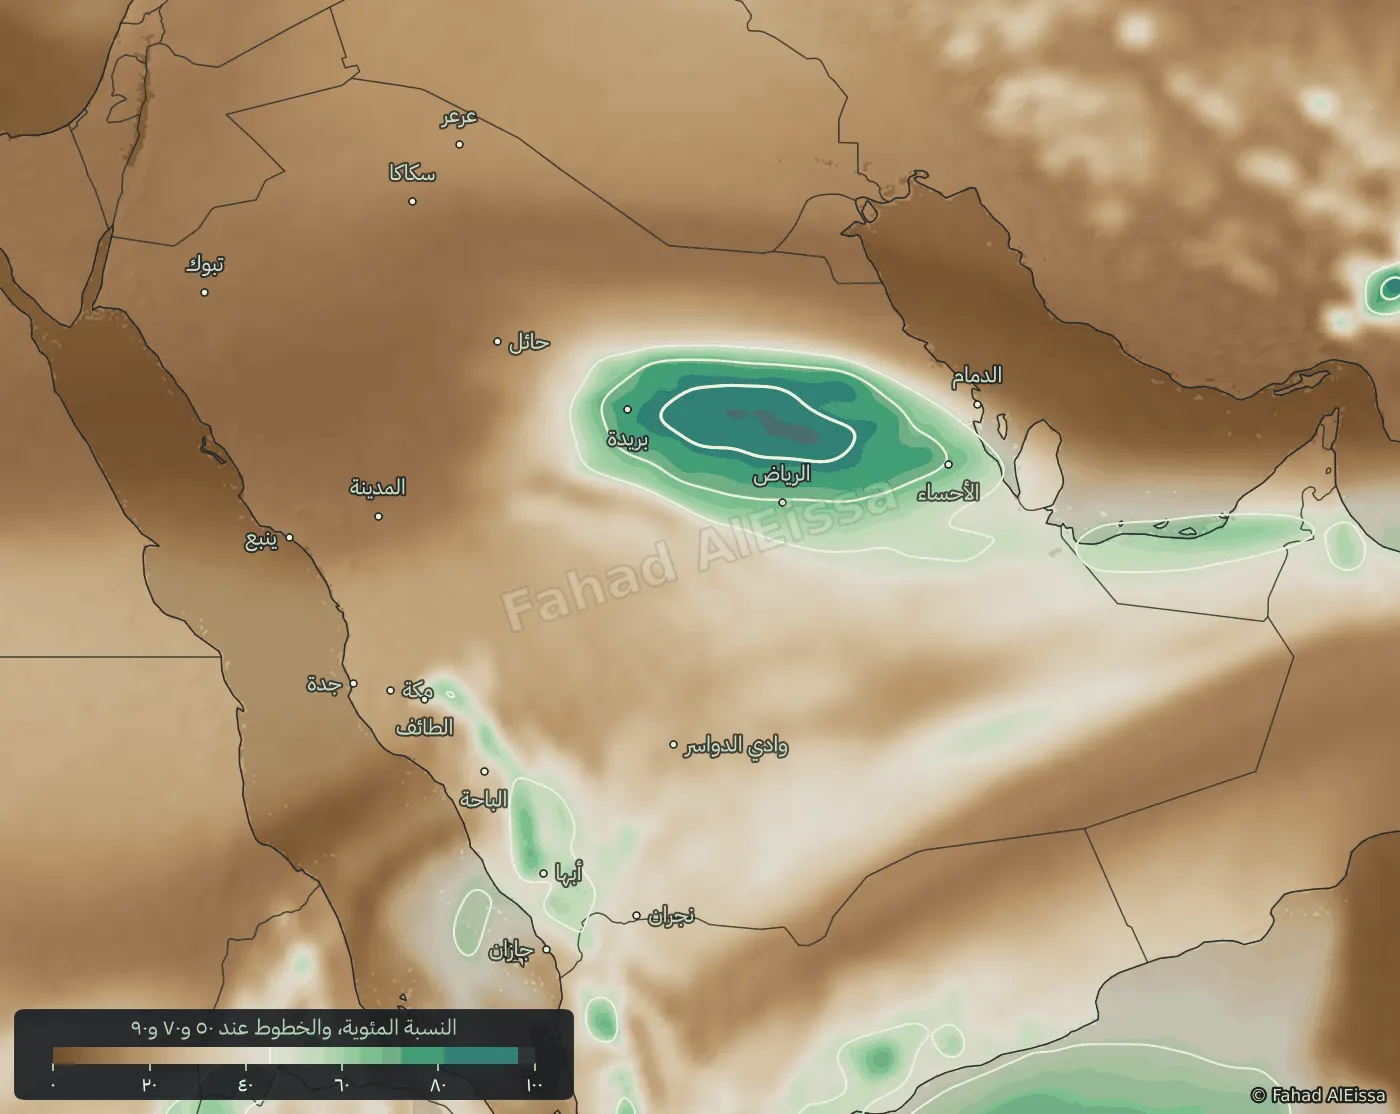 عرعر
سكاكا
تبوك
حائل
الدمام
بريدة
الرياض
الأحساء
المدينة
ينبع
Fahad AlEissa
جدة
مكة
الطائف
وادي الدواسر
الباحة
أبها
نجران
جازان
النسبة المئوية، والخطوط عند ٥٠ و٧٠ و٩٠
٠ ٢٠ ٤٠ ٦٠ ٨٠ ١٠٠
© Fahad AlEissa